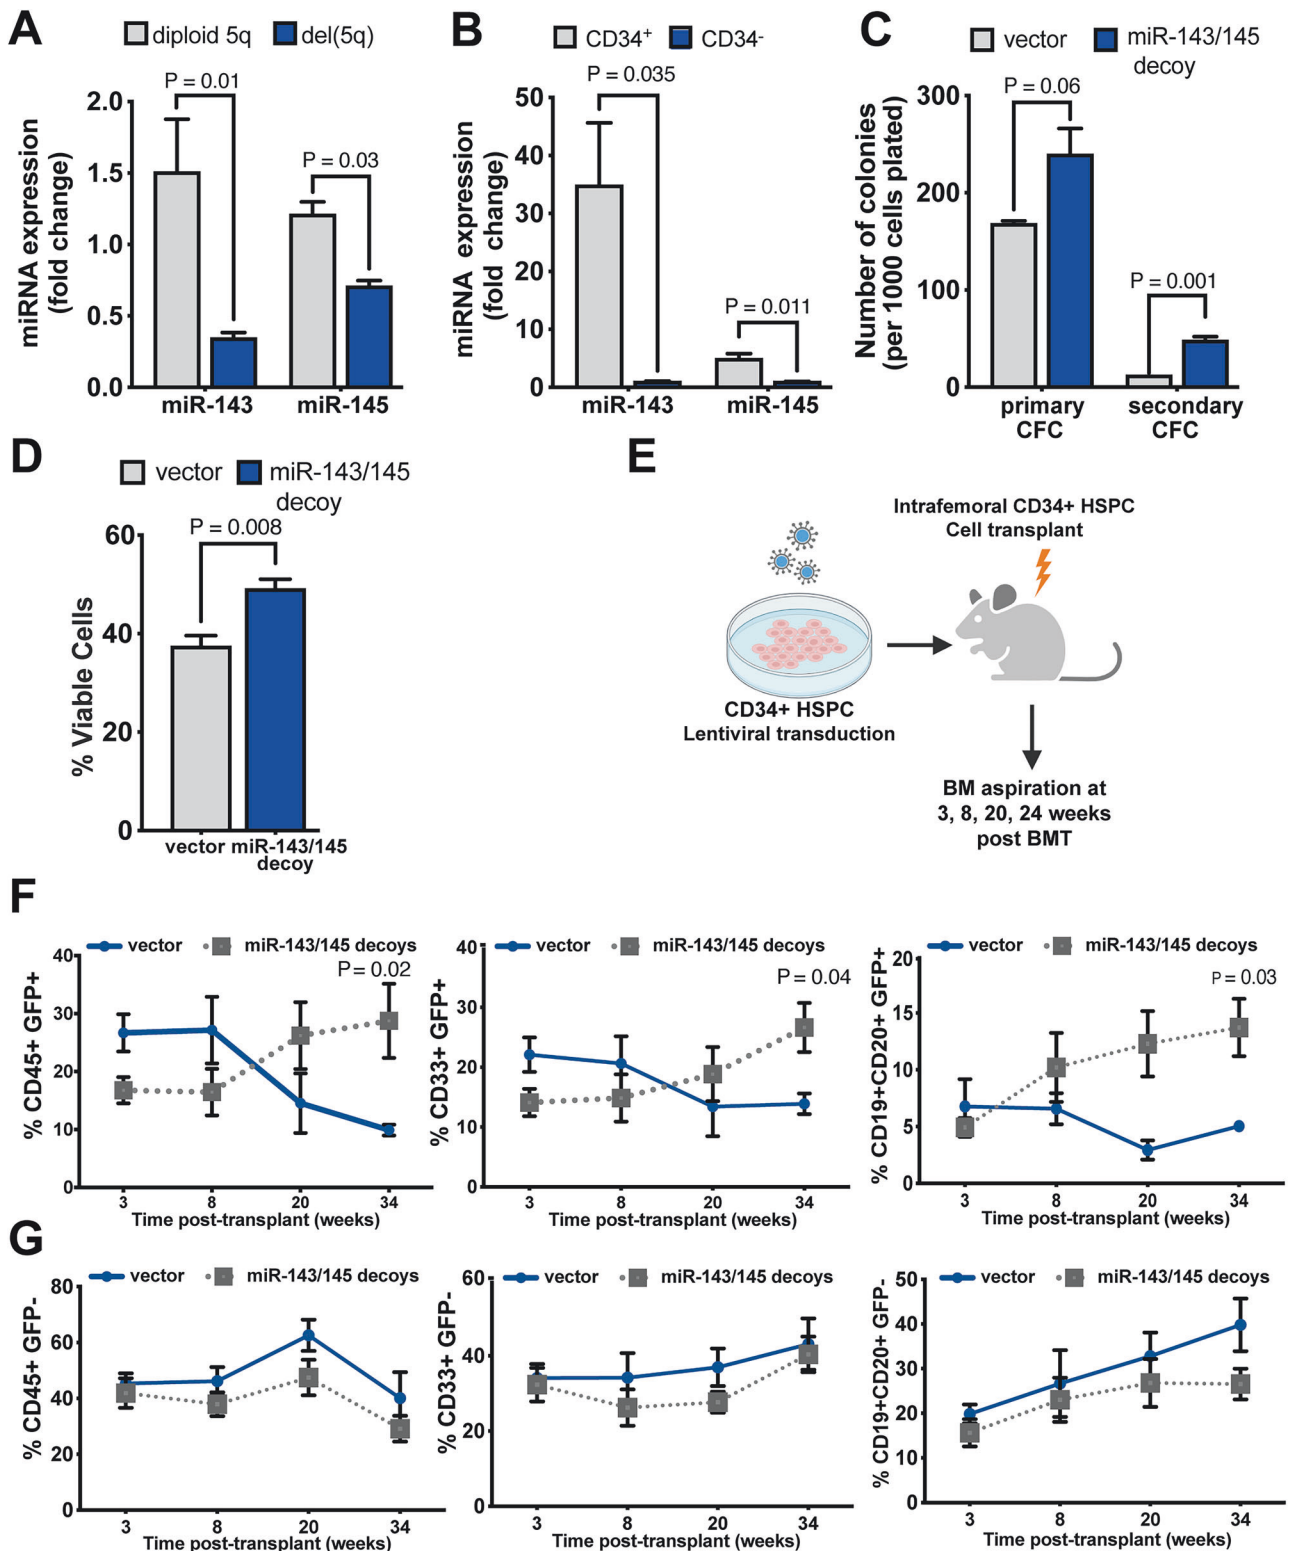 A
diploid 5q del(5q)
P = 0.01
P = 0.03
miRNA expression
(fold change)
2.0
1.5
1.0
0.5
0.0
miR-143 miR-145
B
CD34+ CD34-
P = 0.035
P = 0.011
miRNA expression
(fold change)
50
40
30
20
10
0
miR-143 miR-145
C
vector miR-143/145
decoy
P = 0.06
P = 0.001
Number of colonies
(per 1000 cells plated)
300
200
100
0
primary secondary
CFC CFC
D
vector miR-143/145
decoy
P = 0.008
% Viable Cells
60
40
20
0
vector miR-143/145
decoy
E
Intrafemoral CD34+ HSPC
Cell transplant
CD34+ HSPC
Lentiviral transduction
BM aspiration at
3, 8, 20, 24 weeks
post BMT
F
vector miR-143/145 decoys
P = 0.02
% CD45+ GFP+
40
30
20
10
0
3 8 20 34
Time post-transplant (weeks)
vector miR-143/145 decoys
P = 0.04
% CD33+ GFP+
40
30
20
10
0
3 8 20 34
Time post-transplant (weeks)
vector miR-143/145 decoys
P = 0.03
% CD19+CD20+ GFP+
20
15
10
5
0
3 8 20 34
Time post-transplant (weeks)
G
vector miR-143/145 decoys
% CD45+ GFP-
80
60
40
20
0
3 8 20 34
Time post-transplant (weeks)
vector miR-143/145 decoys
% CD33+ GFP-
60
40
20
0
3 8 20 34
Time post-transplant (weeks)
vector miR-143/145 decoys
% CD19+CD20+ GFP-
50
40
30
20
10
0
3 8 20 34
Time post-transplant (weeks)